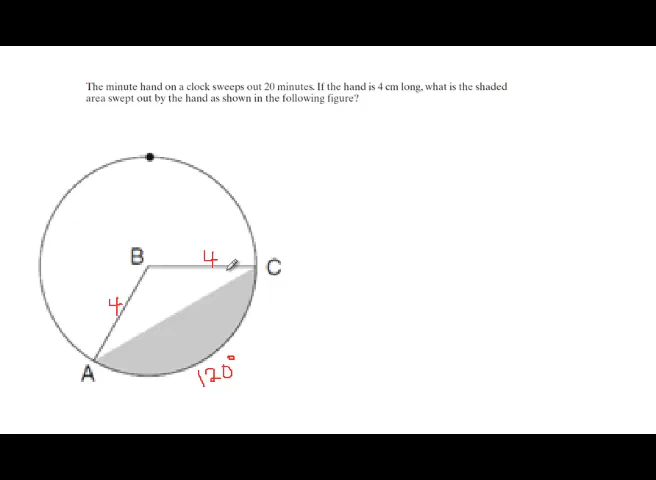 The minute hand on a clock sweeps out 20 minutes. If the hand is 4 cm long, what is the shaded
area swept out by the hand as shown in the following figure?
B
4
C
4
A
120°